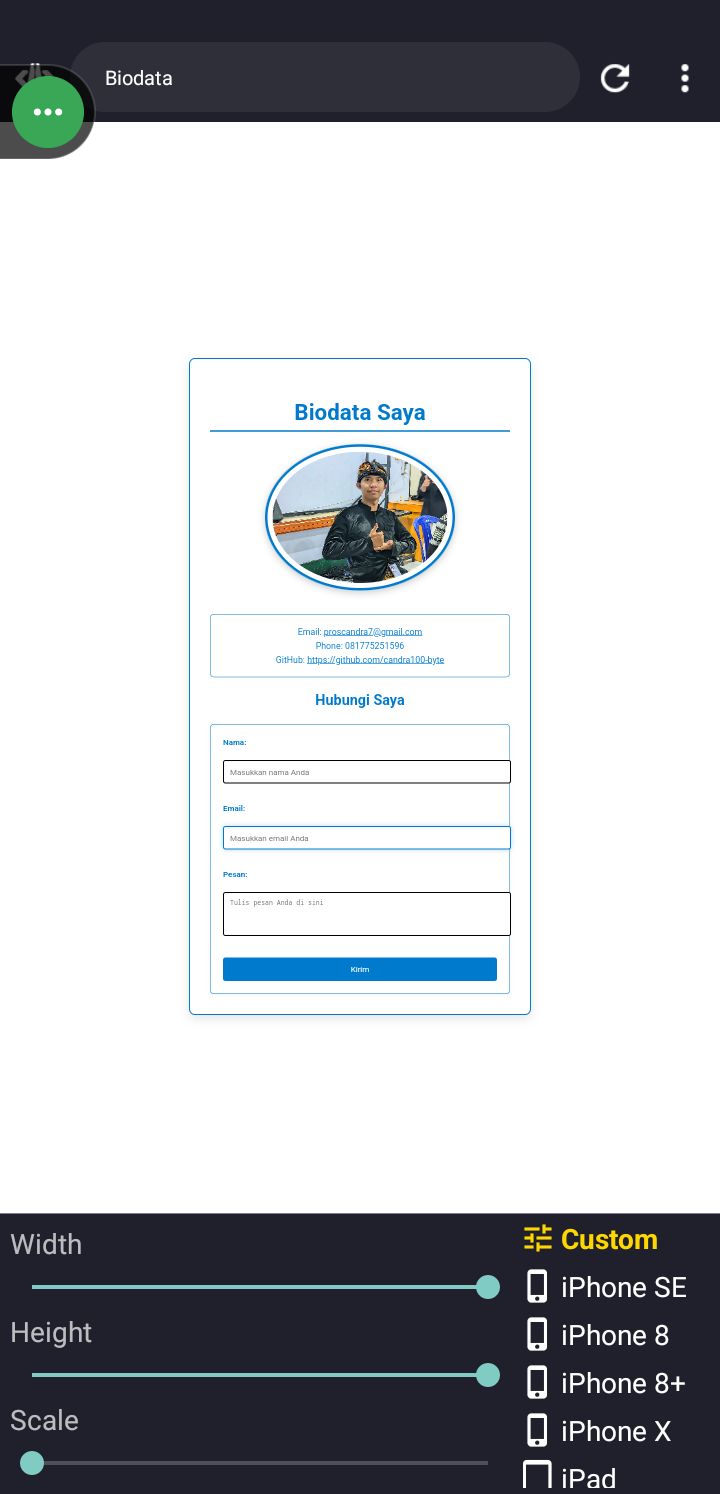 Biodata
Biodata Saya
Email: proscandra7@gmail.com
Phone: 081775251596
GitHub: https://github.com/candra100-byte
Hubungi Saya
Nama:
Masukkan nama Anda
Email:
Masukkan email Anda
Pesan:
Tulis pesan Anda di sini
Kirim
Width
Height
Scale
Custom
iPhone SE
iPhone 8
iPhone 8+
iPhone X
iPad